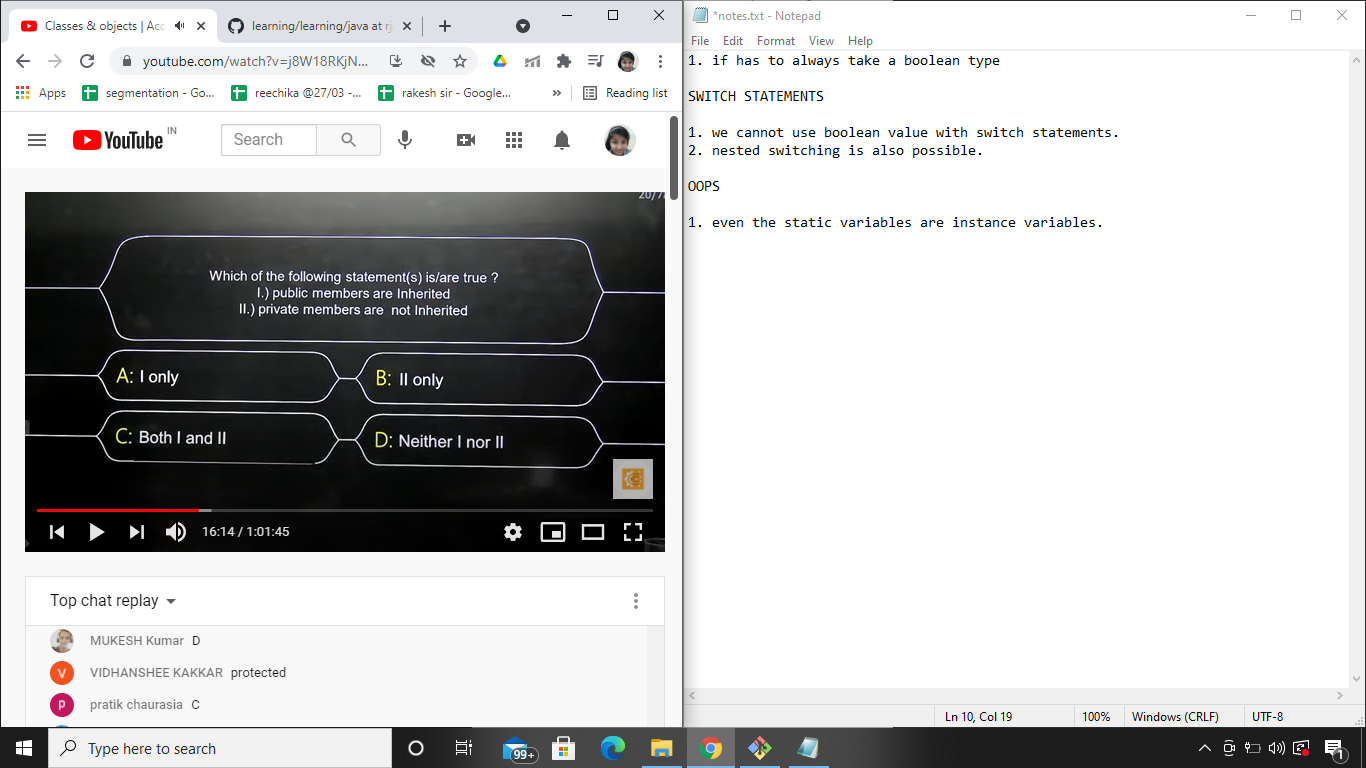 Classes & objects | Acc
learning/learning/java at rj
youtube.com/watch?v=j8W18RKjN...
Apps
segmentation - Go...
reechika @27/03 -...
rakesh sir - Google...
»
Reading list
YouTube IN
Search
Which of the following statement(s) is/are true ?
I.) public members are Inherited
II.) private members are not Inherited
A: I only
B: II only
C: Both I and II
D: Neither I nor II
16:14 / 1:01:45
Top chat replay
MUKESH Kumar D
V
VIDHANSHEE KAKKAR protected
p
pratik chaurasia C
*notes.txt - Notepad
File Edit Format View Help
1. if has to always take a boolean type
SWITCH STATEMENTS
1. we cannot use boolean value with switch statements.
2. nested switching is also possible.
OOPS
1. even the static variables are instance variables.
Ln 10, Col 19
100%
Windows (CRLF)
UTF-8
Type here to search
99+
1